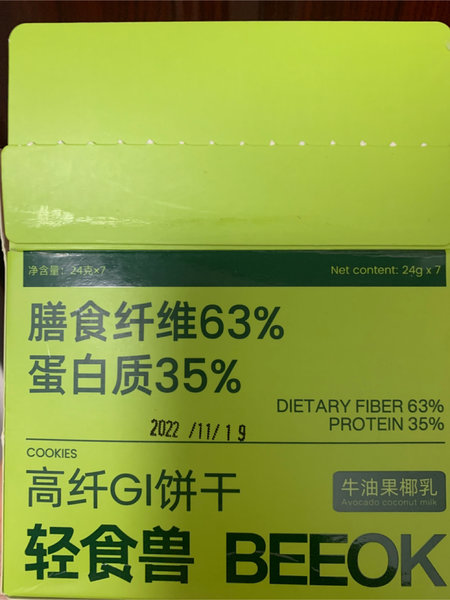 净含量：24克×7
Net content: 24g x 7
膳食纤维63%
蛋白质35%
DIETARY FIBER 63%
PROTEIN 35%
2022/11/19
COOKIES
高纤GI饼干
牛油果椰乳
Avocado coconut milk
轻食兽 BEEOK